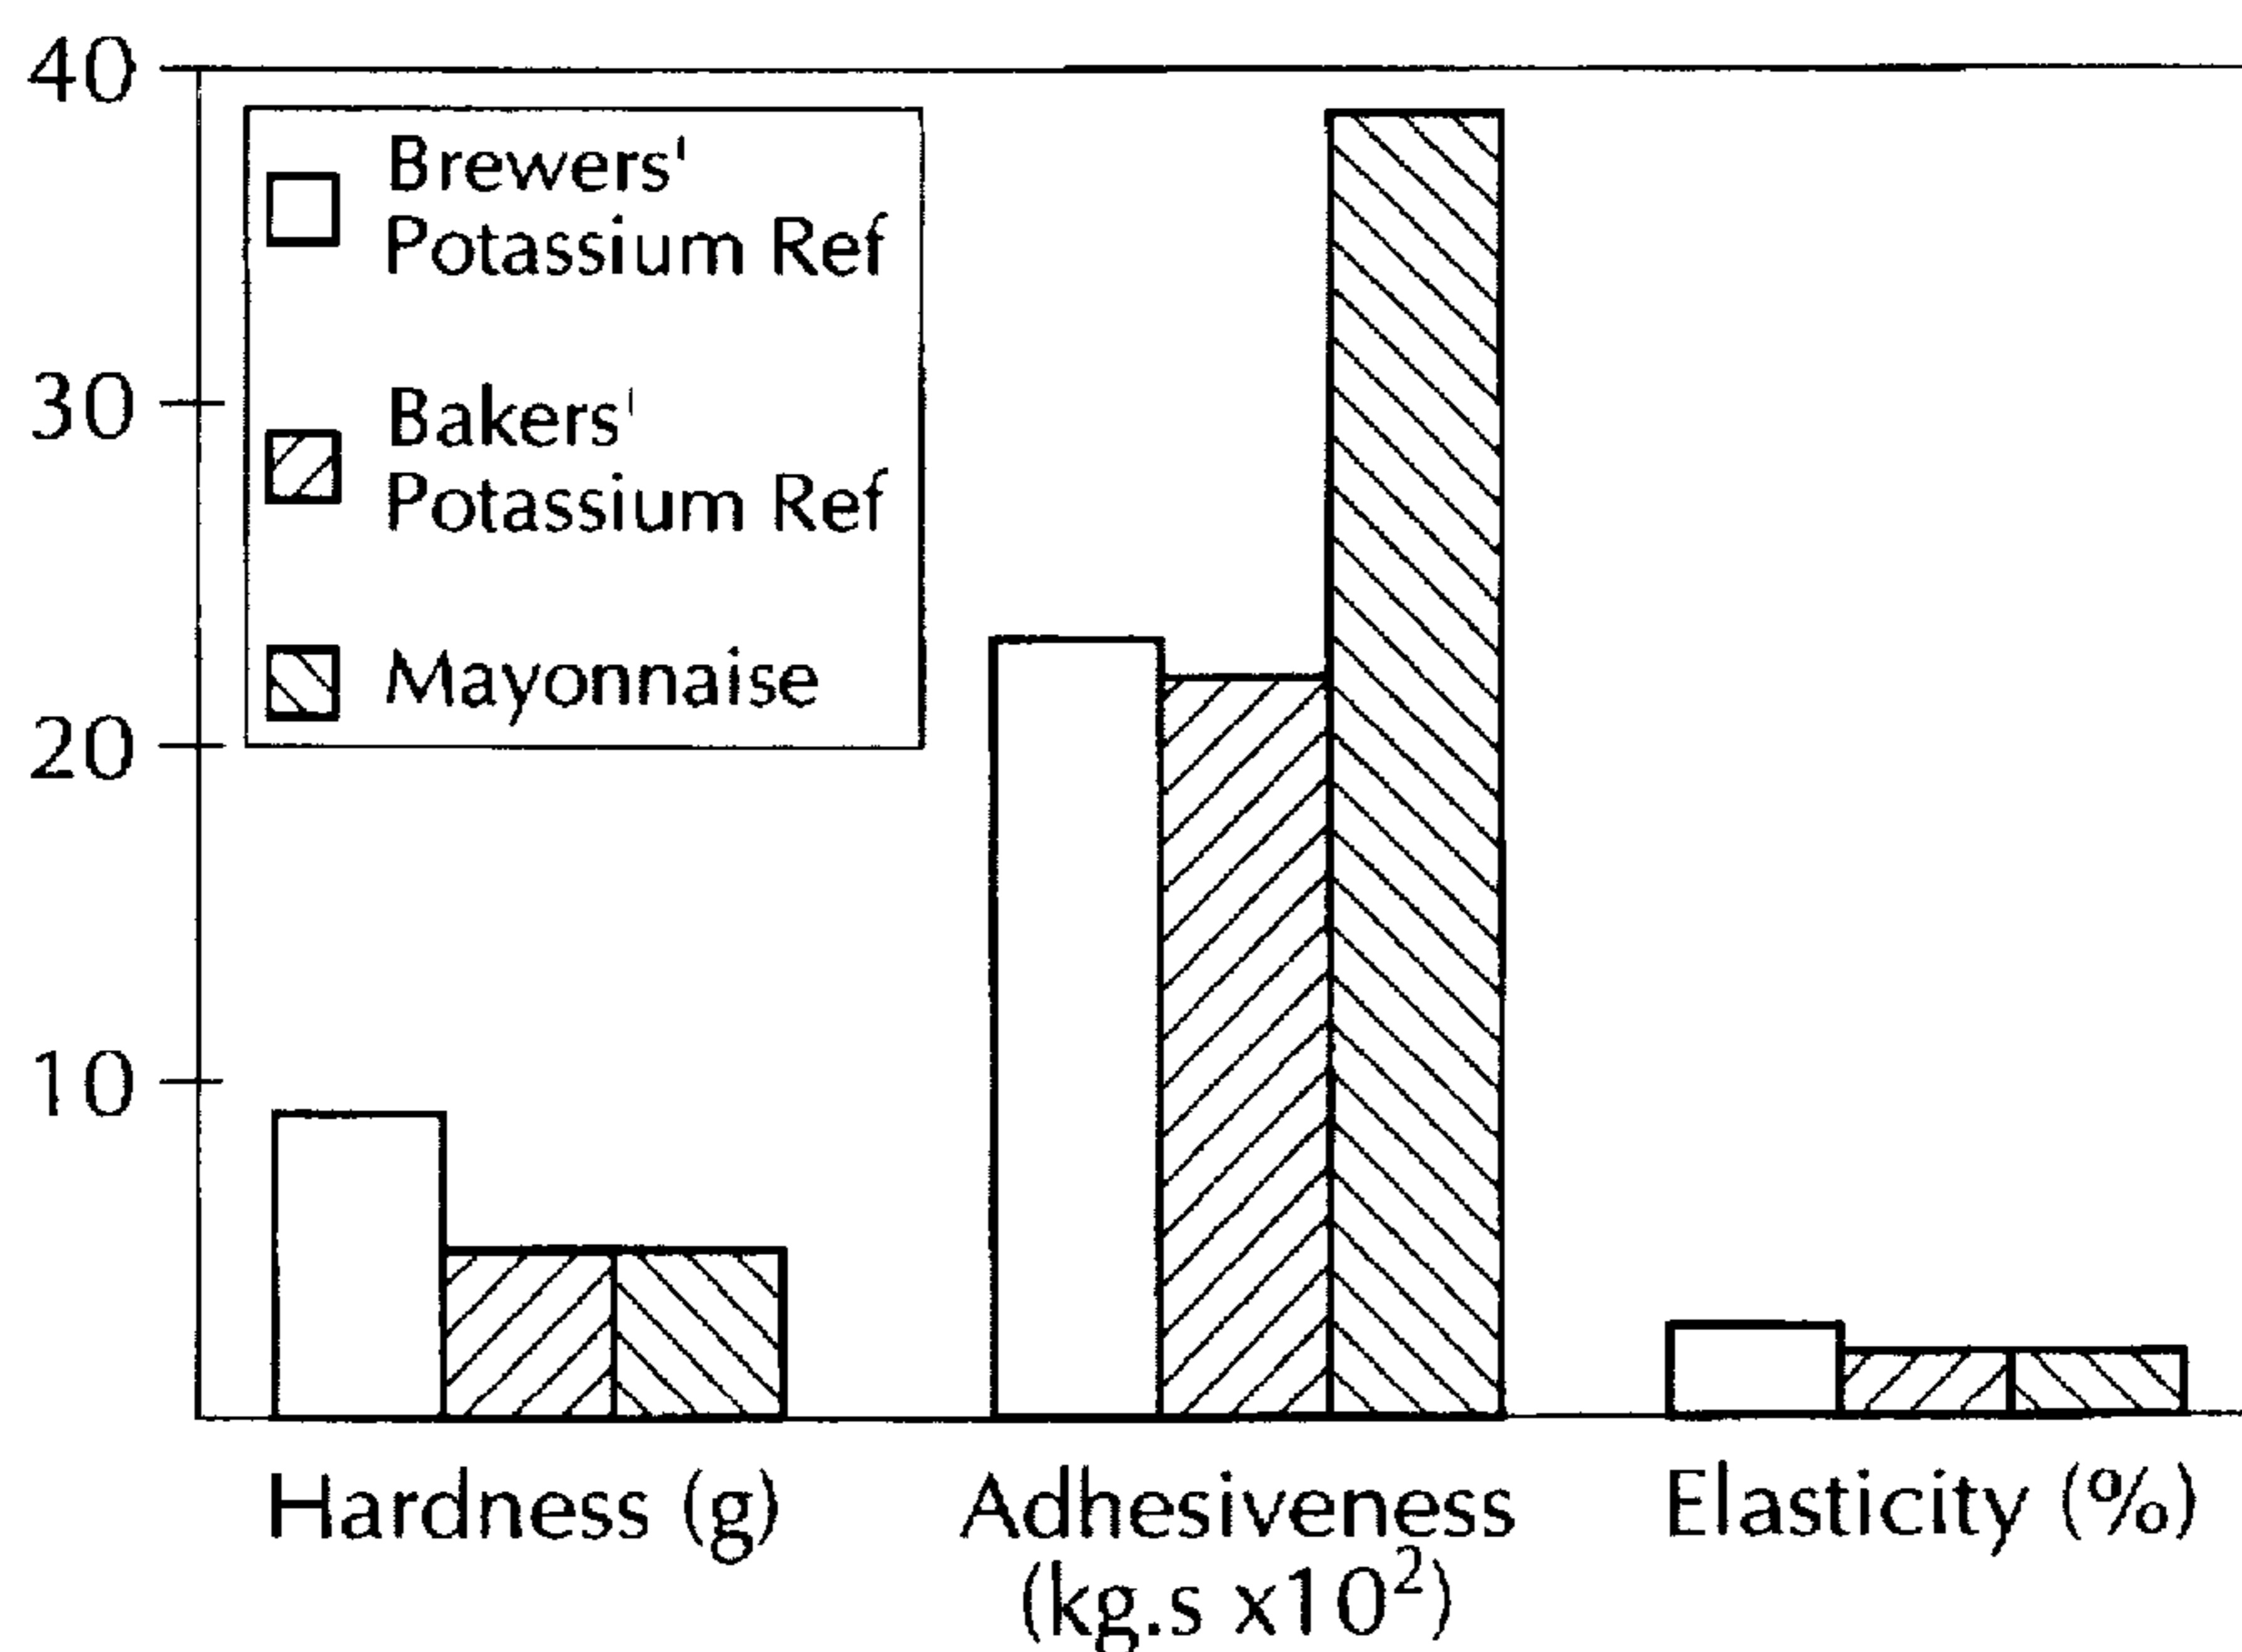 40
30
20
10
Brewers'
Potassium Ref
Bakers'
Potassium Ref
Mayonnaise
Hardness (g)
Adhesiveness
(kg.s x10²)
Elasticity (%)